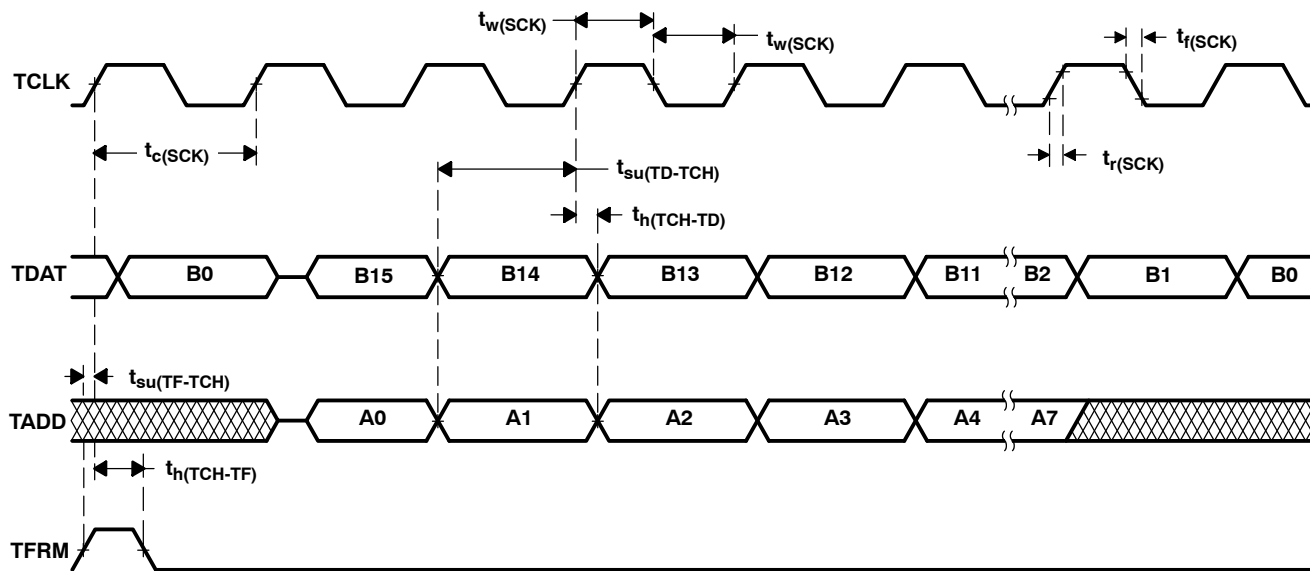 tw(SCK)
tw(SCK)
tf(SCK)
TCLK
tc(SCK)
tsu(TD-TCH)
tr(SCK)
th(TCH-TD)
TDAT B0 B15 B14 B13 B12 B11 B2 B1 B0
tsu(TF-TCH)
TADD A0 A1 A2 A3 A4 A7
th(TCH-TF)
TFRM